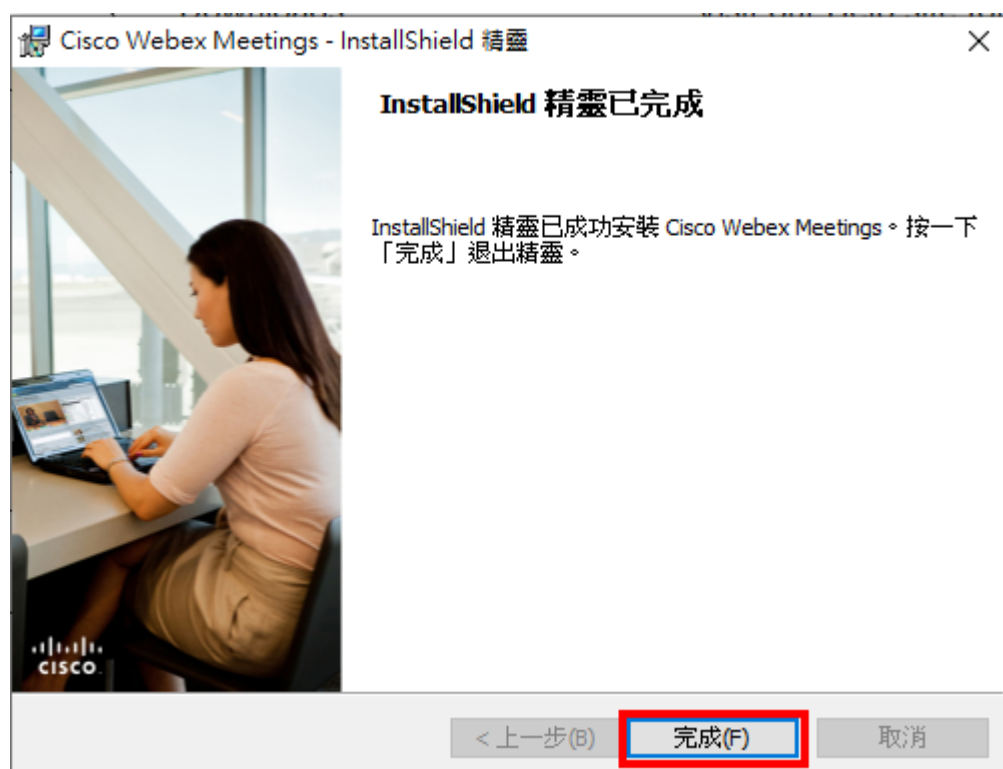 Cisco Webex Meetings - InstallShield 精靈
InstallShield 精靈已完成
InstallShield 精靈已成功安裝 Cisco Webex Meetings。按一下
「完成」退出精靈。
CISCO
< 上一步(B)
完成(F)
取消